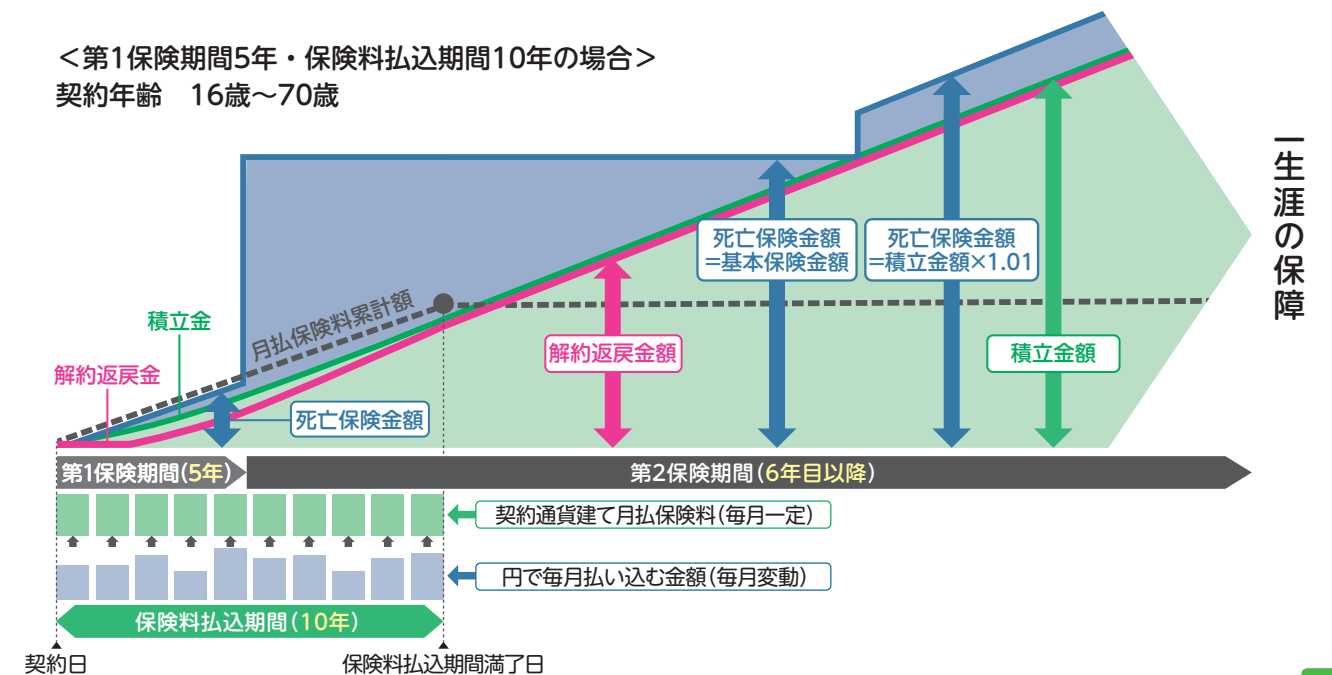 ＜第1保険期間5年・保険料払込期間10年の場合＞
契約年齢　16歳～70歳
一生涯の保障
死亡保険金額
＝基本保険金額
死亡保険金額
＝積立金額×1.01
月払保険料累計額
積立金
解約返戻金額
積立金額
解約返戻金
死亡保険金額
第1保険期間(5年)
第2保険期間(6年目以降)
契約通貨建て月払保険料(毎月一定)
円で毎月払い込む金額(毎月変動)
保険料払込期間(10年)
契約日
保険料払込期間満了日